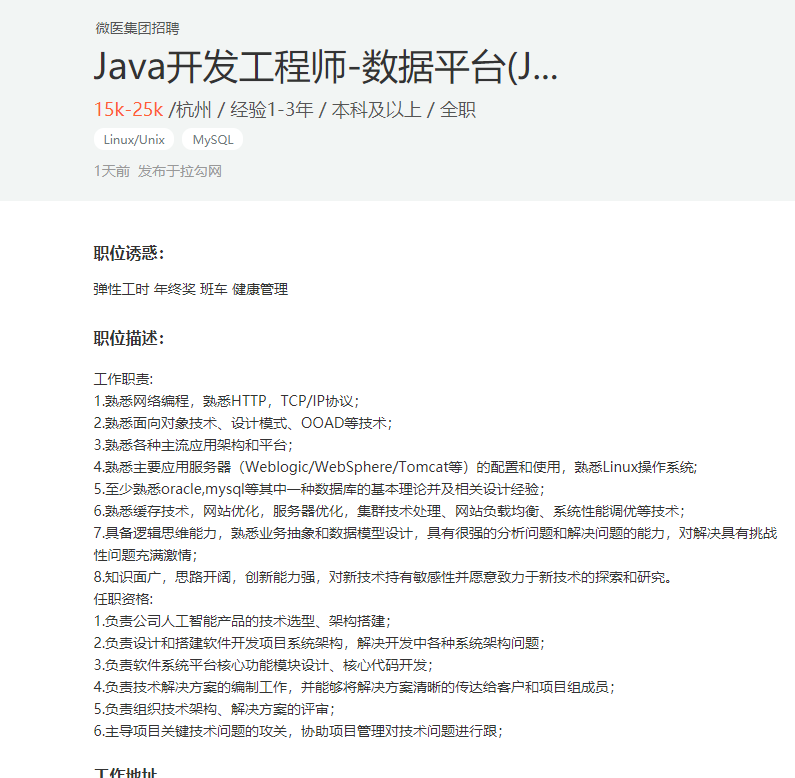 微医集团招聘
Java开发工程师-数据平台(J...
15k-25k /杭州 / 经验1-3年 / 本科及以上 / 全职
Linux/Unix MySQL
1天前 发布于拉勾网
职位诱惑：
弹性工时 年终奖 班车 健康管理
职位描述：
工作职责:
1.熟悉网络编程，熟悉HTTP，TCP/IP协议；
2.熟悉面向对象技术、设计模式、OOAD等技术；
3.熟悉各种主流应用架构和平台；
4.熟悉主要应用服务器（Weblogic/WebSphere/Tomcat等）的配置和使用，熟悉Linux操作系统;
5.至少熟悉oracle,mysql等其中一种数据库的基本理论并及相关设计经验；
6.熟悉缓存技术，网站优化，服务器优化，集群技术处理、网站负载均衡、系统性能调优等技术；
7.具备逻辑思维能力，熟悉业务抽象和数据模型设计，具有很强的分析问题和解决问题的能力，对解决具有挑战
性问题充满激情；
8.知识面广，思路开阔，创新能力强，对新技术持有敏感性并愿意致力于新技术的探索和研究。
任职资格:
1.负责公司人工智能产品的技术选型、架构搭建；
2.负责设计和搭建软件开发项目系统架构，解决开发中各种系统架构问题；
3.负责软件系统平台核心功能模块设计、核心代码开发；
4.负责技术解决方案的编制工作，并能够将解决方案清晰的传达给客户和项目组成员；
5.负责组织技术架构、解决方案的评审；
6.主导项目关键技术问题的攻关，协助项目管理对技术问题进行跟；
工作地址